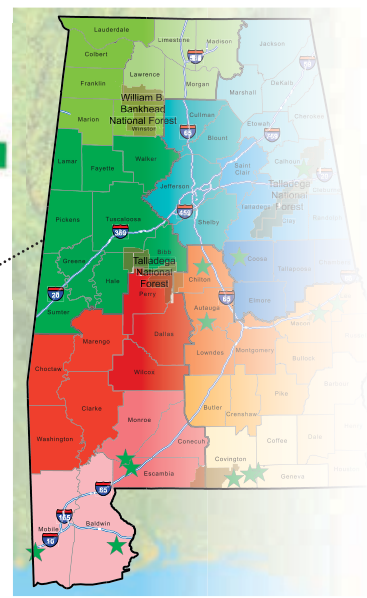 Lauderdale
Limestone
Madison
Jackson
Colbert
Lawrence
Franklin
Morgan
Marshall
DeKalb
William B.
Bankhead
National Forest
Winston
Marion
Cullman
Cherokee
65
Etowah
Blount
Walker
Lamar
Fayette
Saint
Clair
Calhoun
Jefferson
Talladega
National
Forest
Talladega
Clay
459
Pickens
Tuscaloosa
Shelby
359
Bibb
Greene
Talladega
National
Forest
Coosa
Tallapoosa
Chilton
Hale
Perry
20
65
Elmore
Sumter
Autauga
Macon
Marengo
Dallas
Lowndes
Montgomery
Bullock
Choctaw
Wilcox
Clarke
Butler
Pike
Crenshaw
Monroe
Washington
Conecuh
Coffee
Dale
Covington
Escambia
Geneva
65
165
Mobile
Baldwin
10